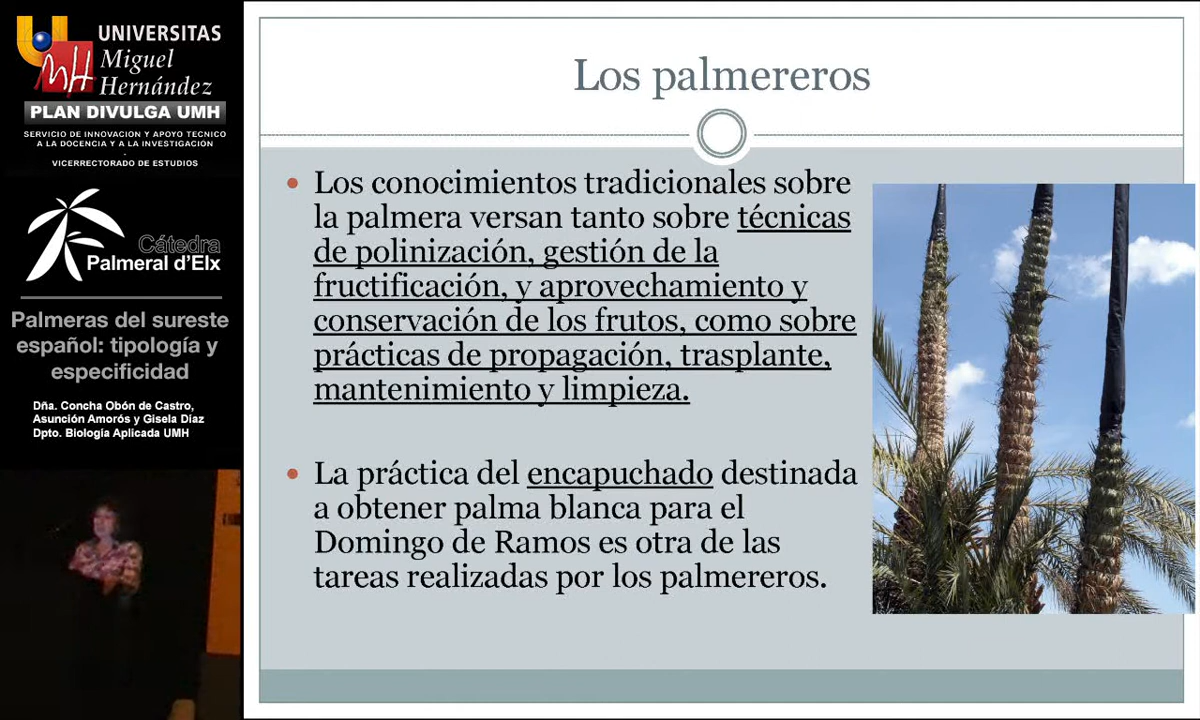 UNIVERSITAS
Miguel
Hernández
PLAN DIVULGA UMH
SERVICIO DE INNOVACION Y APOYO TECNICO
A LA DOCENCIA Y A LA INVESTIGACION
-
VICERRECTORADO DE ESTUDIOS
Cátedra
Palmeral d'Elx
Palmeras del sureste
español: tipología y
especificidad
Dña. Concha Obón de Castro,
Asunción Amorós y Gisela Díaz
Dpto. Biología Aplicada UMH
Los palmereros
• Los conocimientos tradicionales sobre
la palmera versan tanto sobre técnicas
de polinización, gestión de la
fructificación, y aprovechamiento y
conservación de los frutos, como sobre
prácticas de propagación, trasplante,
mantenimiento y limpieza.
• La práctica del encapuchado destinada
a obtener palma blanca para el
Domingo de Ramos es otra de las
tareas realizadas por los palmereros.